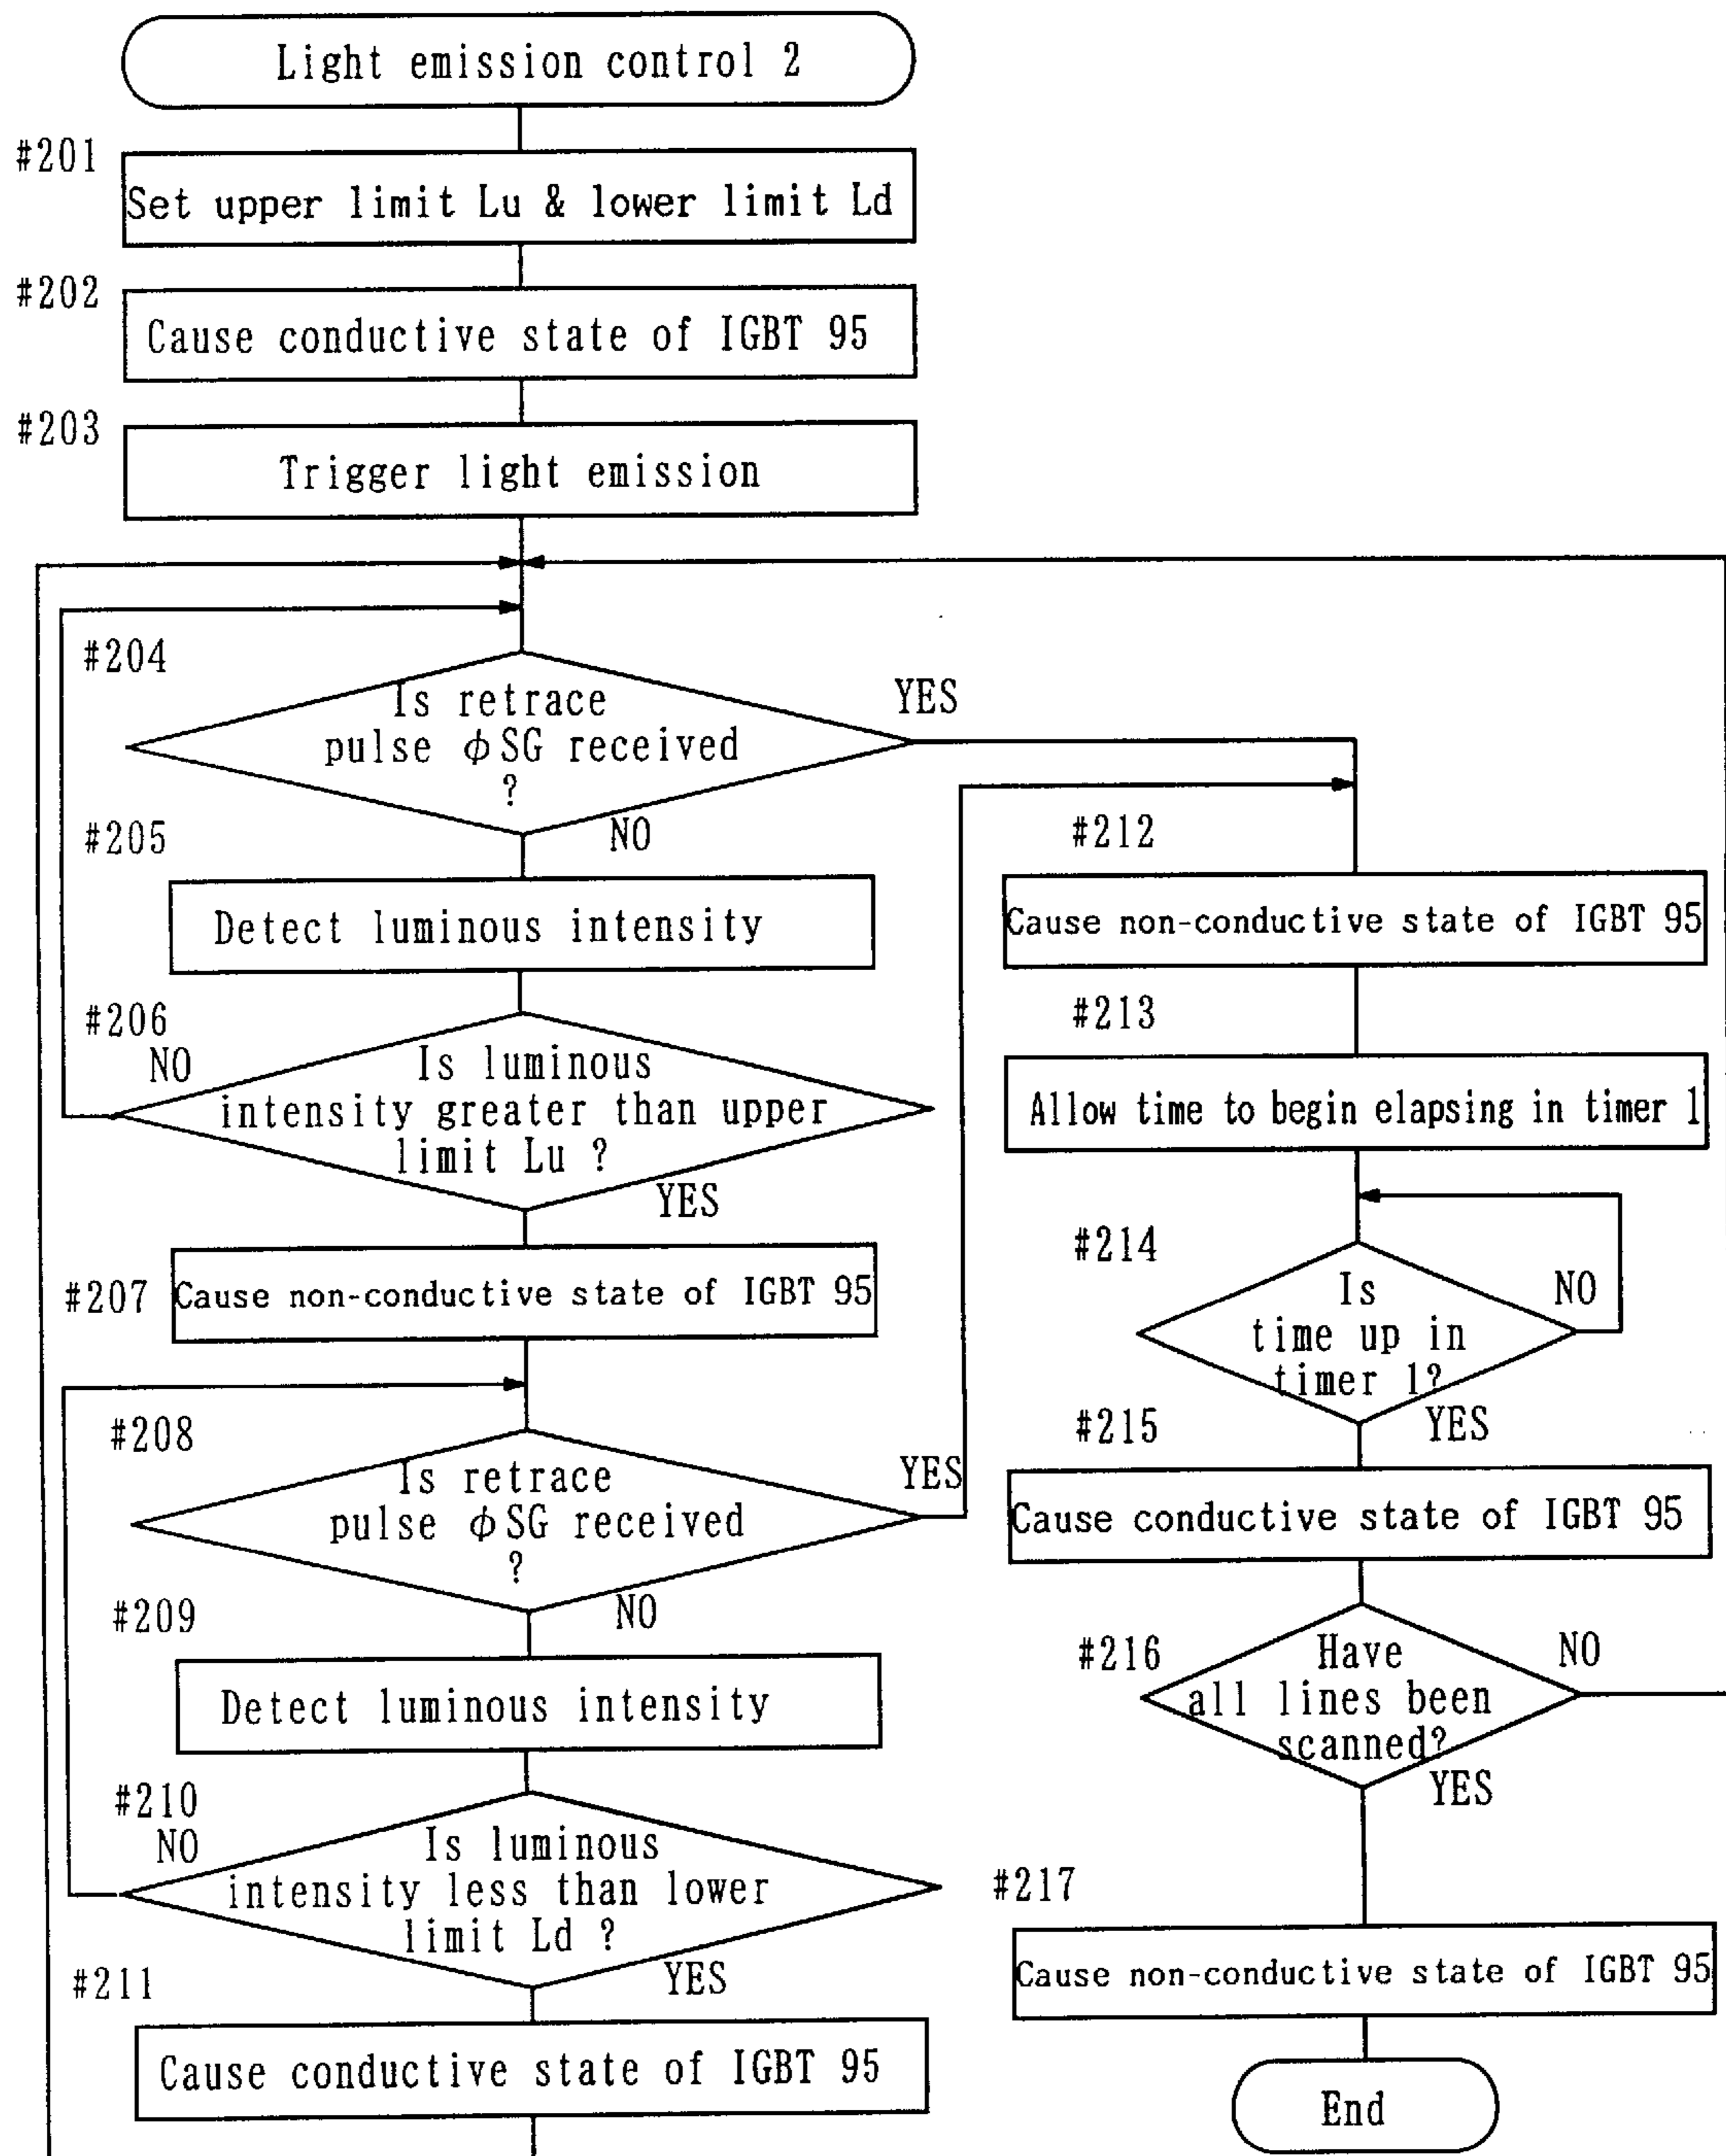 Light emission control 2
#201
Set upper limit Lu & lower limit Ld
#202
Cause conductive state of IGBT 95
#203
Trigger light emission
#204
Is retrace
pulse φSG received
?
YES
NO
#205
Detect luminous intensity
#206
NO
Is luminous
intensity greater than upper
limit Lu ?
YES
#207
Cause non-conductive state of IGBT 95
#208
Is retrace
pulse φSG received
?
YES
NO
#209
Detect luminous intensity
#210
NO
Is luminous
intensity less than lower
limit Ld ?
YES
#211
Cause conductive state of IGBT 95
#212
Cause non-conductive state of IGBT 95
#213
Allow time to begin elapsing in timer 1
#214
Is
time up in
timer 1?
NO
YES
#215
Cause conductive state of IGBT 95
#216
Have
all lines been
scanned?
NO
YES
#217
Cause non-conductive state of IGBT 95
End